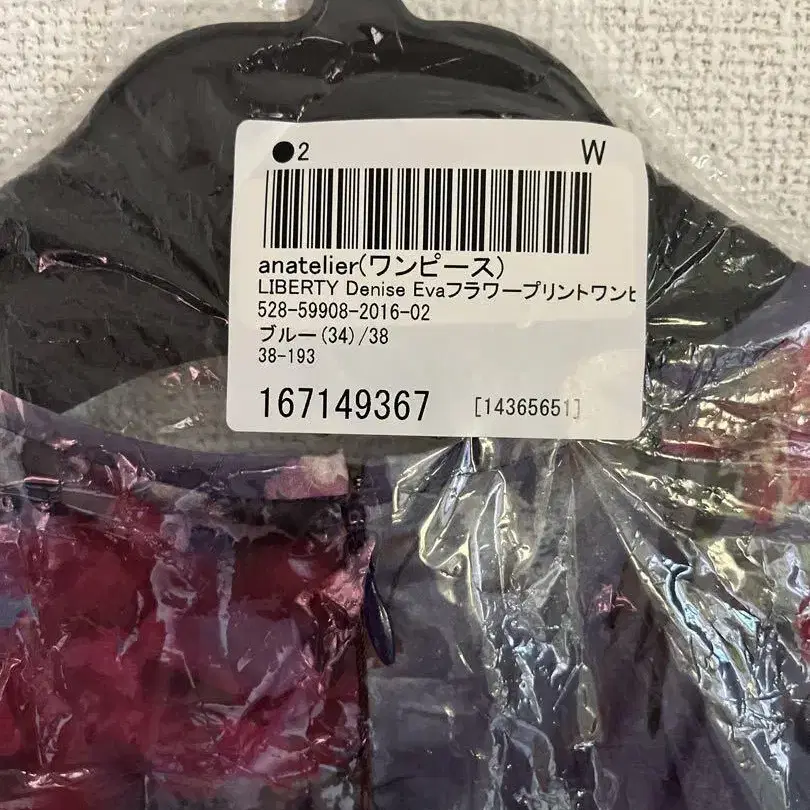 ●2 W
anatelier(ワンピース)
LIBERTY Denise Evaフラワープリントワンピ
528-59908-2016-02
ブルー(34)/38
38-193
167149367 [14365651]